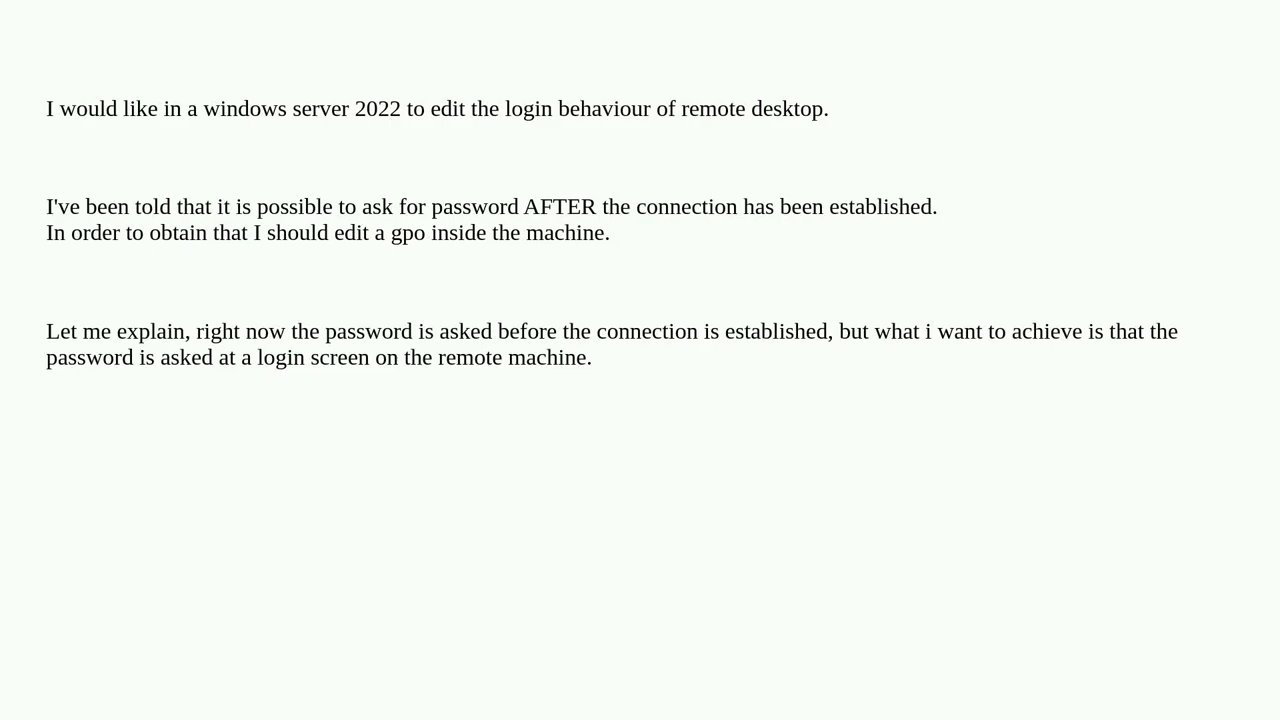 I would like in a windows server 2022 to edit the login behaviour of remote desktop.
I've been told that it is possible to ask for password AFTER the connection has been established.
In order to obtain that I should edit a gpo inside the machine.
Let me explain, right now the password is asked before the connection is established, but what i want to achieve is that the
password is asked at a login screen on the remote machine.